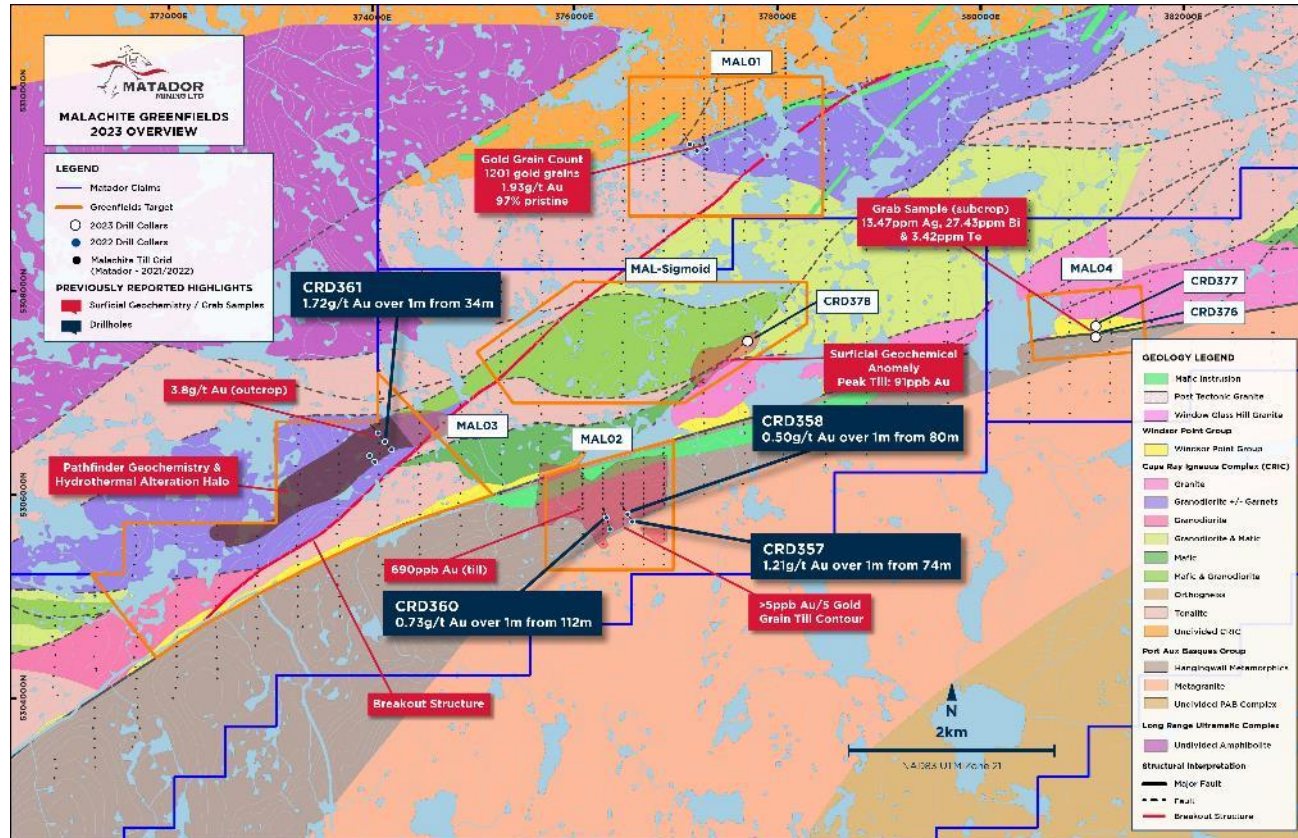 372000E
374000E
376000E
378000E
380000E
382000E
5310000N
5308000N
5306000N
5304000N
MATADOR
MINING LTD
MALACHITE GREENFIELDS
2023 OVERVIEW
LEGEND
Matador Claims
Greenfields Target
2023 Drill Collars
2022 Drill Collars
Malachite Till Grid
(Matador - 2021/2022)
PREVIOUSLY REPORTED HIGHLIGHTS
Surficial Geochemistry / Grab Samples
Drillholes
MAL01
Gold Grain Count
1201 gold grains
1.93g/t Au
97% pristine
Grab Sample (subcrop)
13.47ppm Ag, 27.43ppm Bi
& 3.42ppm Te
MAL04
CRD377
CRD376
MAL-Sigmoid
CRD378
CRD361
1.72g/t Au over 1m from 34m
Surficial Geochemical
Anomaly
Peak Till: 91ppb Au
3.8g/t Au (outcrop)
MAL03
MAL02
CRD358
0.50g/t Au over 1m from 80m
Pathfinder Geochemistry &
Hydrothermal Alteration Halo
CRD357
1.21g/t Au over 1m from 74m
690ppb Au (till)
CRD360
0.73g/t Au over 1m from 112m
>5ppb Au/5 Gold
Grain Till Contour
Breakout Structure
N
2km
NAD83 UTM Zone 21
GEOLOGY LEGEND
Mafic Intrusion
Post Tectonic Granite
Window Glass Hill Granite
Windsor Point Group
Windsor Point Group
Cape Ray Igneous Complex (CRIC)
Granite
Granodiorite +/- Garnets
Granodiorite
Granodiorite & Mafic
Mafic
Mafic & Granodiorite
Orthogness
Tonalite
Undivided CRIC
Port Aux Basques Group
Hangingwall Metamorphics
Metagranite
Undivided PAB Complex
Long Range Ultramafic Complex
Undivided Amphibolite
Structural Interpretation
Major Fault
Fault
Breakout Structure